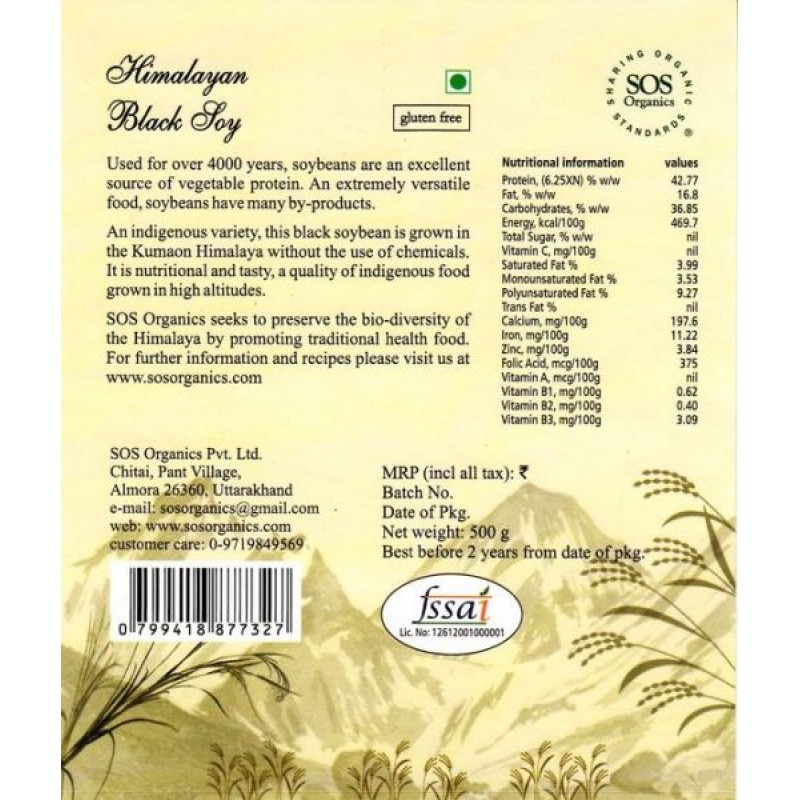 Himalayan
Black Soy
gluten free
SHARING ORGANIC
SOS
Organics
STANDARDS ®
Used for over 4000 years, soybeans are an excellent
source of vegetable protein. An extremely versatile
food, soybeans have many by-products.
An indigenous variety, this black soybean is grown in
the Kumaon Himalaya without the use of chemicals.
It is nutritional and tasty, a quality of indigenous food
grown in high altitudes.
SOS Organics seeks to preserve the bio-diversity of
the Himalaya by promoting traditional health food.
For further information and recipes please visit us at
www.sosorganics.com
Nutritional information values
Protein, (6.25XN) % w/w 42.77
Fat, % w/w 16.8
Carbohydrates, % w/w 36.85
Energy, kcal/100g 469.7
Total Sugar, % w/w nil
Vitamin C, mg/100g nil
Saturated Fat % 3.99
Monounsaturated Fat % 3.53
Polyunsaturated Fat % 9.27
Trans Fat % nil
Calcium, mg/100g 197.6
Iron, mg/100g 11.22
Zinc, mg/100g 3.84
Folic Acid, mcg/100g 375
Vitamin A, mcg/100g nil
Vitamin B1, mg/100g 0.62
Vitamin B2, mg/100g 0.40
Vitamin B3, mg/100g 3.09
SOS Organics Pvt. Ltd.
Chitai, Pant Village,
Almora 26360, Uttarakhand
e-mail: sosorganics@gmail.com
web: www.sosorganics.com
customer care: 0-9719849569
0 799418 877327
MRP (incl all tax): ₹
Batch No.
Date of Pkg.
Net weight: 500 g
Best before 2 years from date of pkg.
fssai
Lic. No: 12612001000001